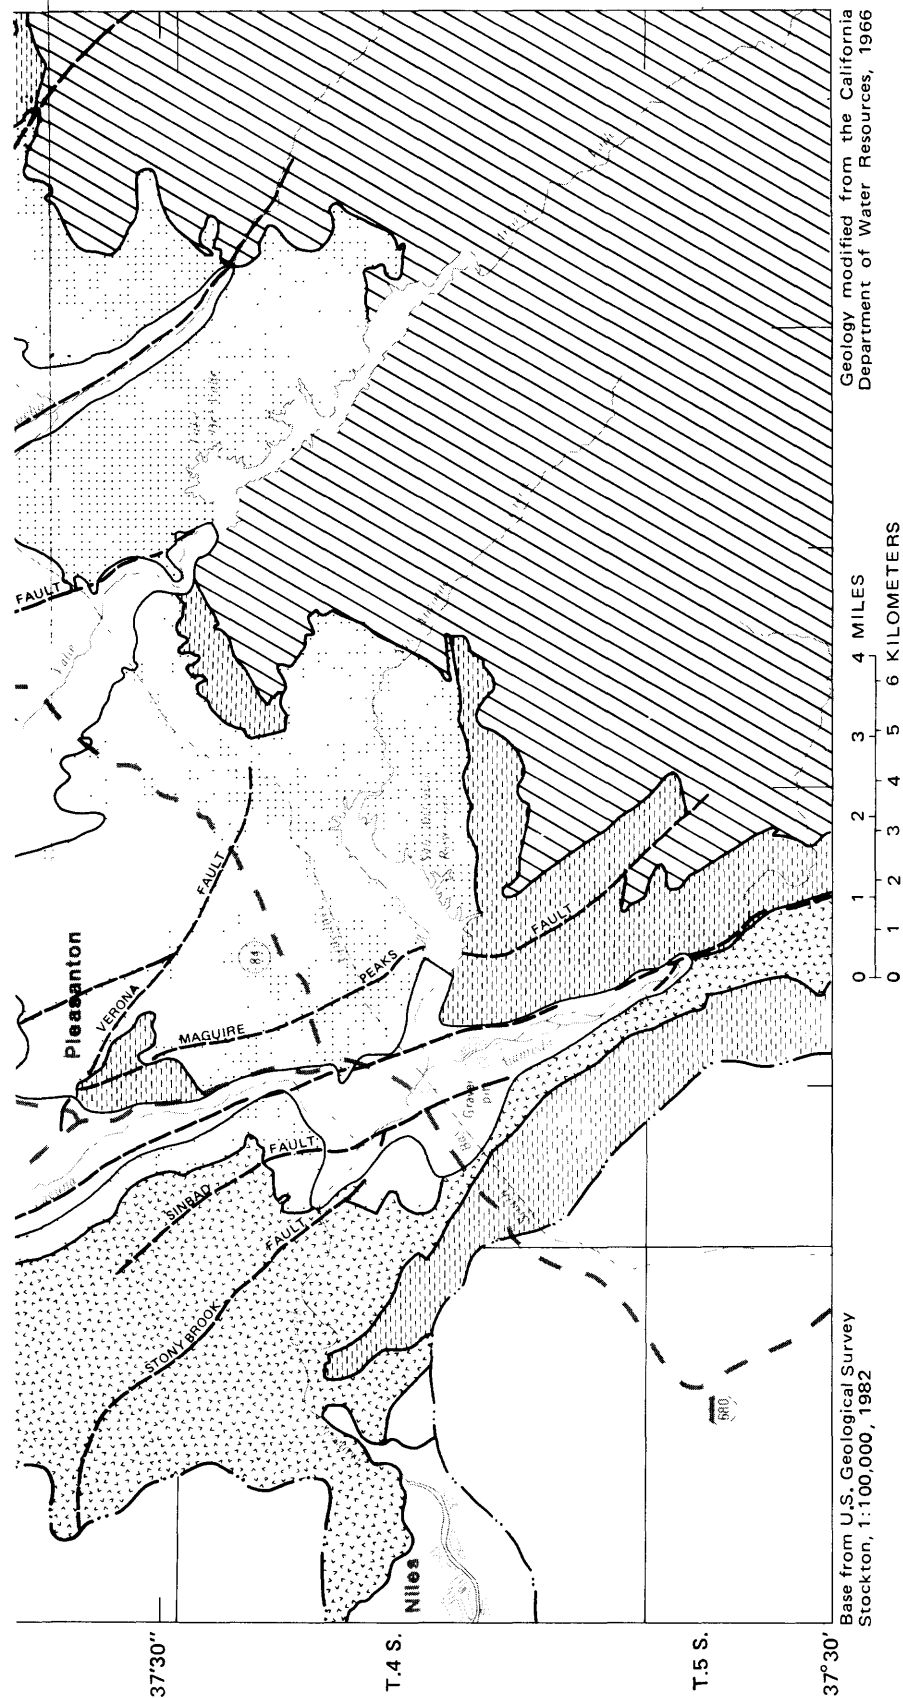 37'30"
T.4 S.
T.5 S.
37°30'
Pleasanton
Niles
FAULT
VERONA
FAULT
MAGUIRE
PEAKS
FAULT
SINBAD
FAULT
STONY BROOK
FAULT
84
680
Gravel
pit
0 1 2 3 4 MILES
0 1 2 3 4 5 6 KILOMETERS
Base from U.S. Geological Survey
Stockton, 1:100,000, 1982
Geology modified from the California
Department of Water Resources, 1966